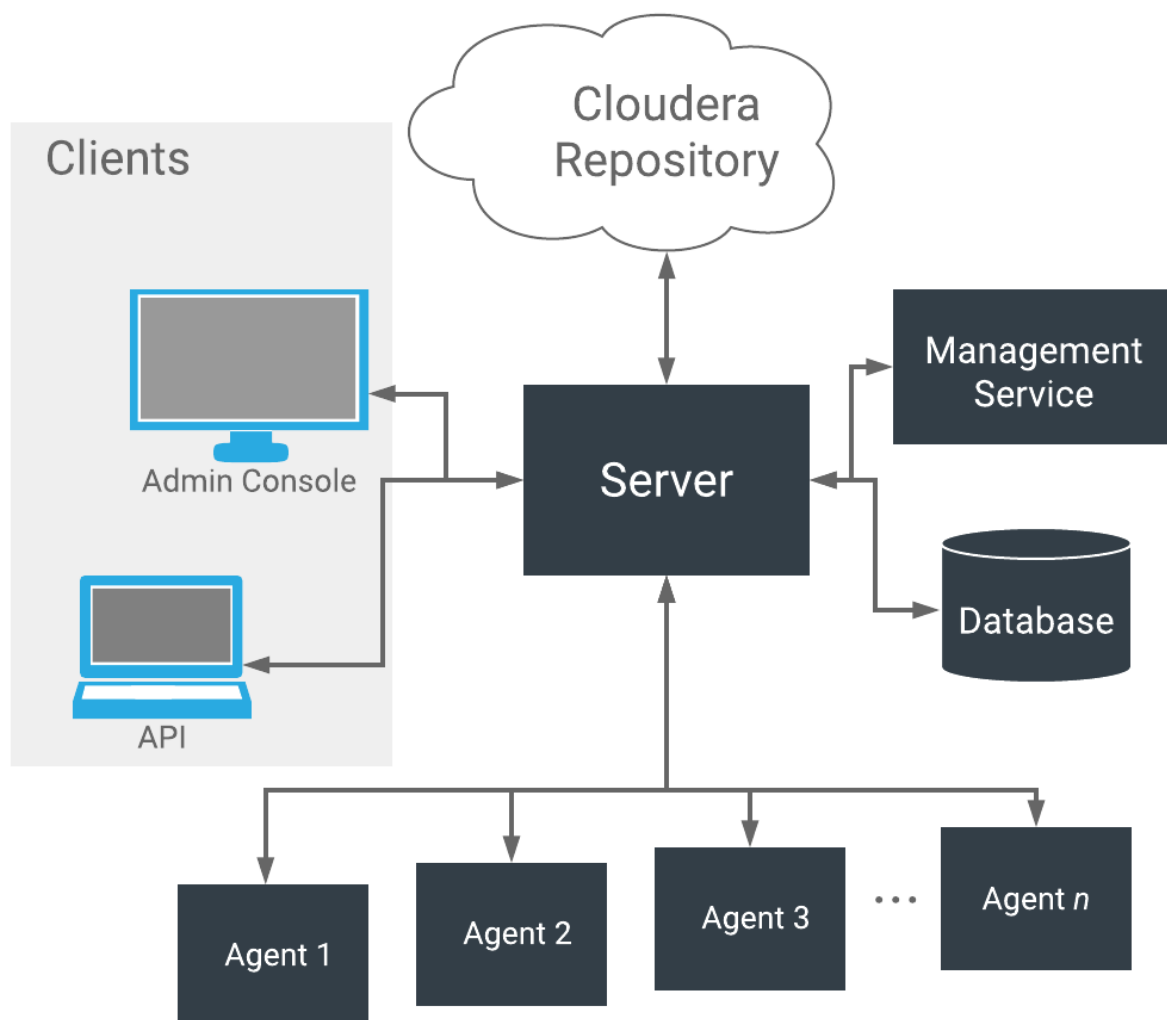 Cloudera
Repository
Clients
Management
Service
Admin Console
Server
Database
API
Agent 1
Agent 2
Agent 3
...
Agent n